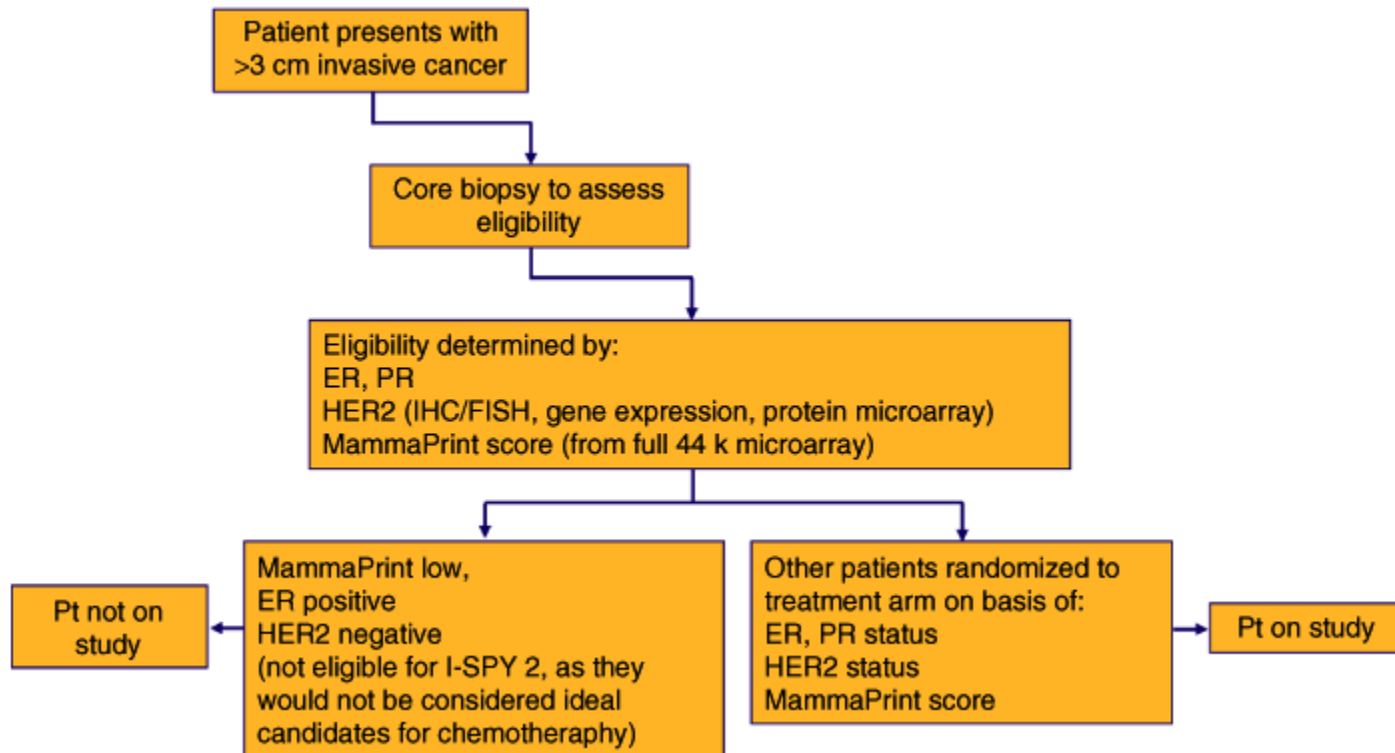 Patient presents with
>3 cm invasive cancer
Core biopsy to assess
eligibility
Eligibility determined by:
ER, PR
HER2 (IHC/FISH, gene expression, protein microarray)
MammaPrint score (from full 44 k microarray)
Pt not on
study
MammaPrint low,
ER positive
HER2 negative
(not eligible for I-SPY 2, as they
would not be considered ideal
candidates for chemotheraphy)
Other patients randomized to
treatment arm on basis of:
ER, PR status
HER2 status
MammaPrint score
Pt on study